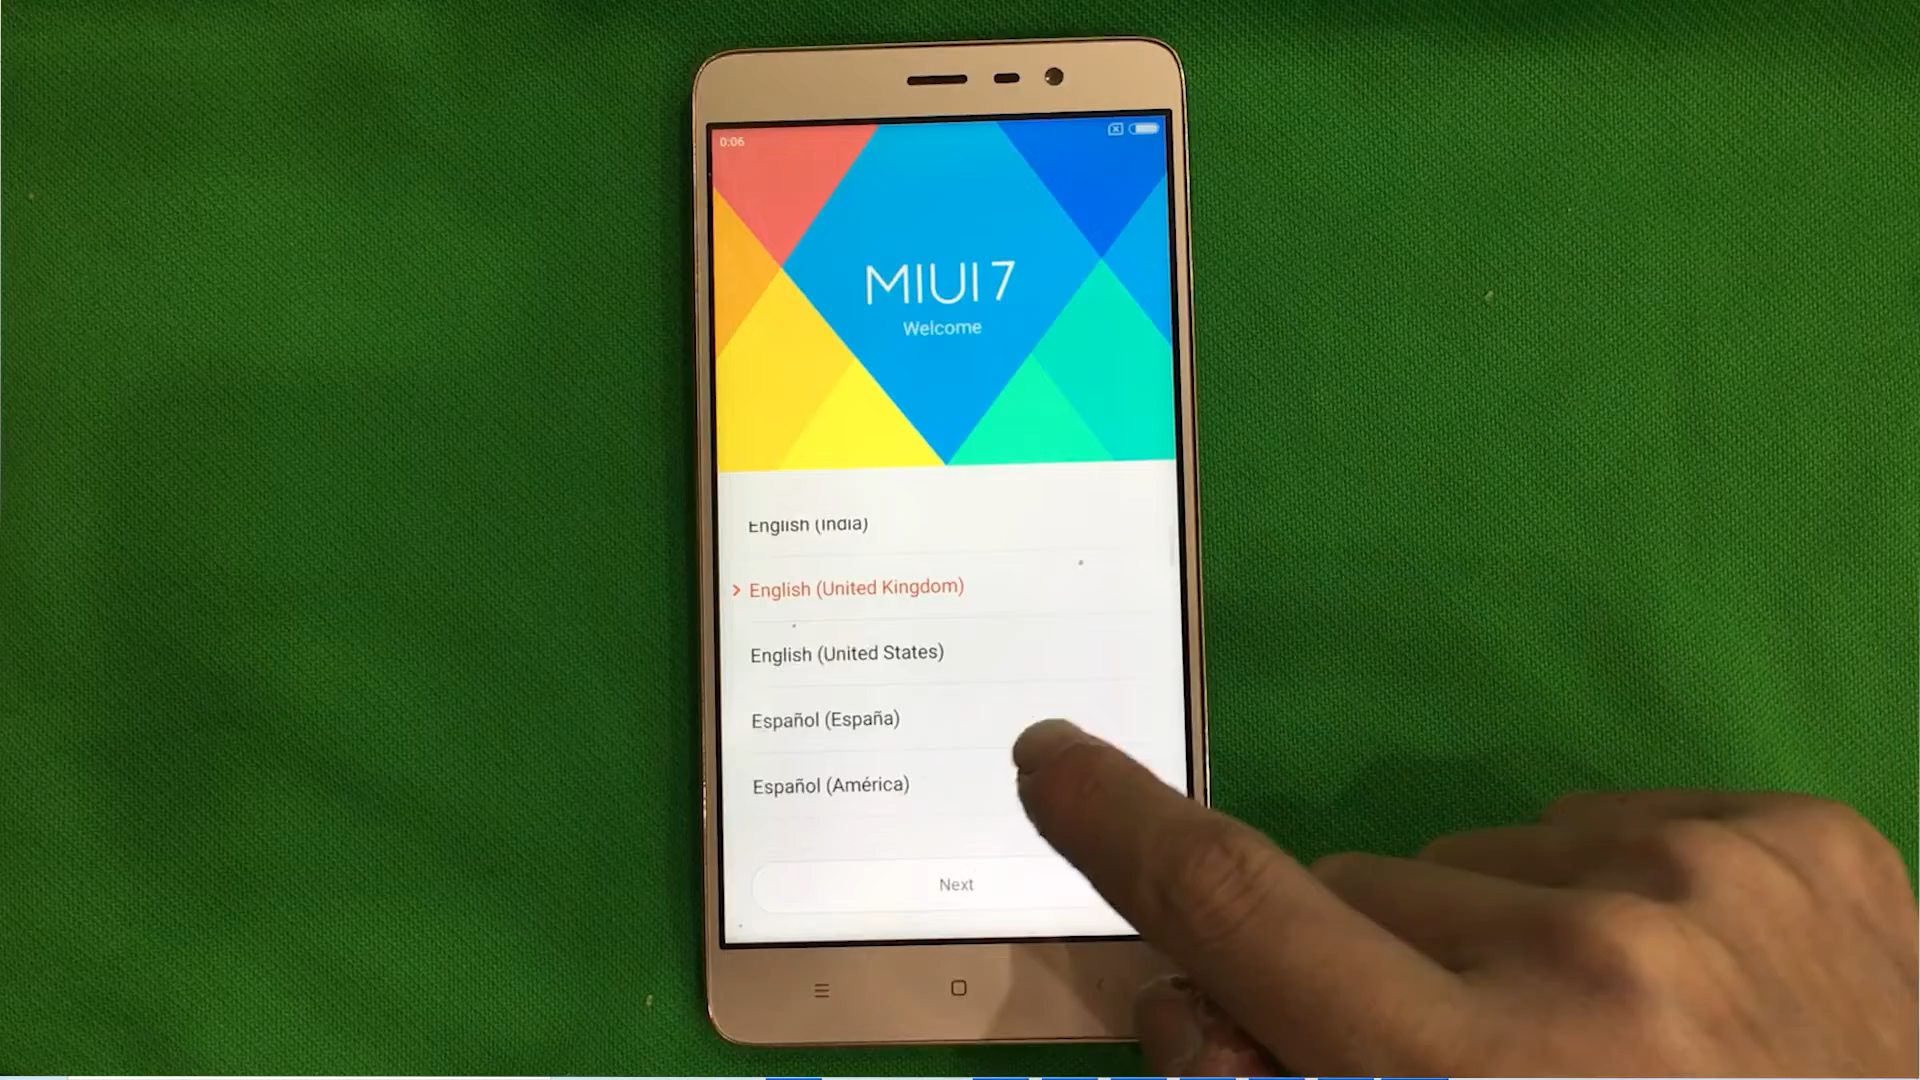 0:06
MIUI 7
Welcome
English (India)
English (United Kingdom)
English (United States)
Español (España)
Español (América)
Next